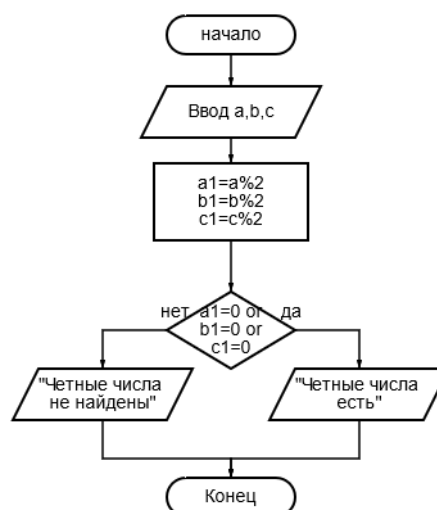 начало
Ввод a,b,c
a1=a%2
b1=b%2
c1=c%2
нет
a1=0 or
b1=0 or
c1=0
да
"Четные числа
не найдены"
"Четные числа
есть"
Конец